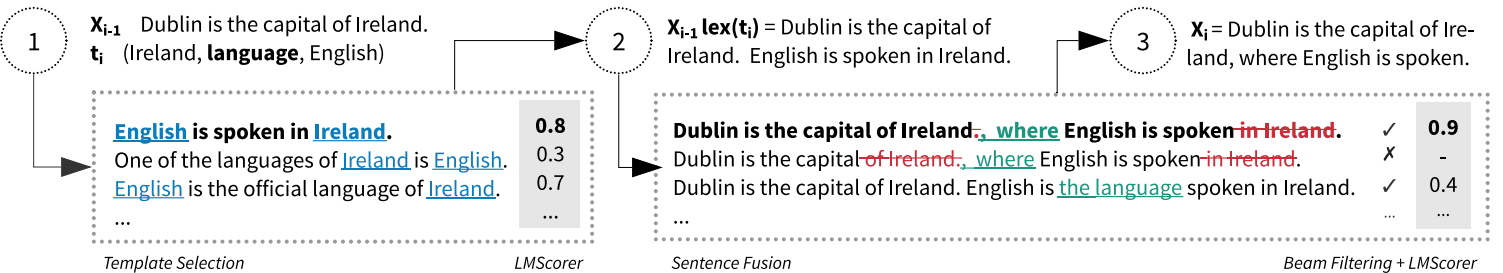 1
X_{i-1} Dublin is the capital of Ireland.
t_i (Ireland, language, English)
English is spoken in Ireland. 0.8
One of the languages of Ireland is English. 0.3
English is the official language of Ireland. 0.7
... ...
Template Selection LMScorer
2
X_{i-1} lex(t_i) = Dublin is the capital of
Ireland. English is spoken in Ireland.
Dublin is the capital of Ireland., where English is spoken in Ireland. ✓ 0.9
Dublin is the capital of Ireland., where English is spoken in Ireland. ✗ -
Dublin is the capital of Ireland. English is the language spoken in Ireland. ✓ 0.4
... ... ...
Sentence Fusion Beam Filtering + LMScorer
3
X_i = Dublin is the capital of Ire-
land, where English is spoken.